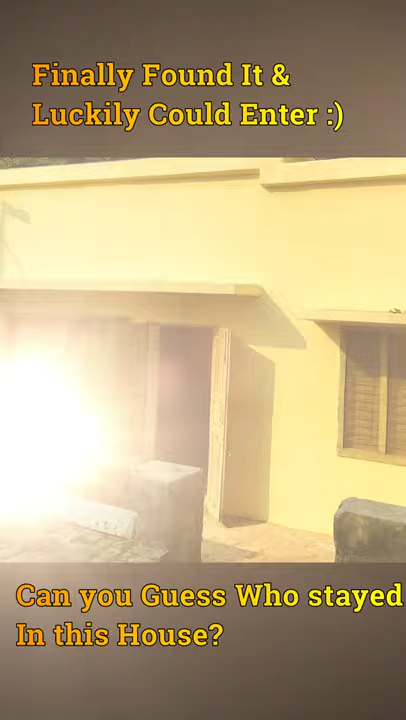 Finally Found It &
Luckily Could Enter :)
Can you Guess Who stayed
In this House?